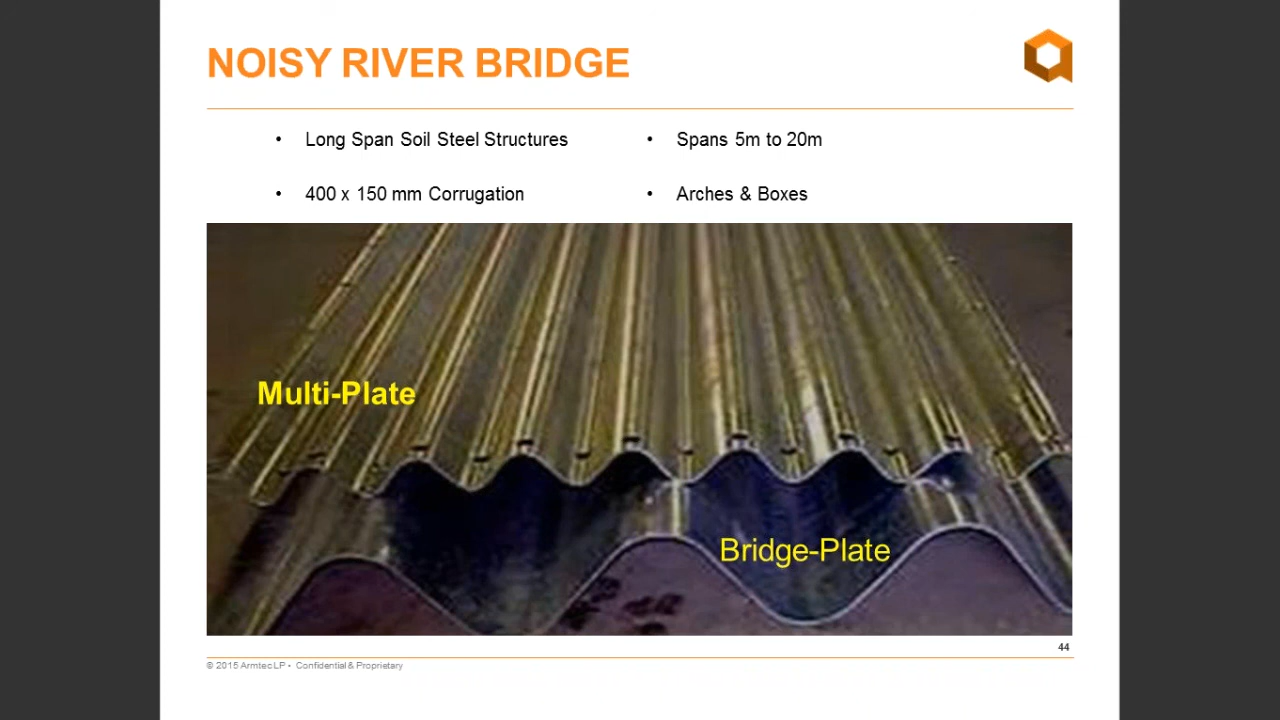 NOISY RIVER BRIDGE
• Long Span Soil Steel Structures
• Spans 5m to 20m
• 400 x 150 mm Corrugation
• Arches & Boxes
Multi-Plate
Bridge-Plate
44
© 2015 Armtec LP • Confidential & Proprietary